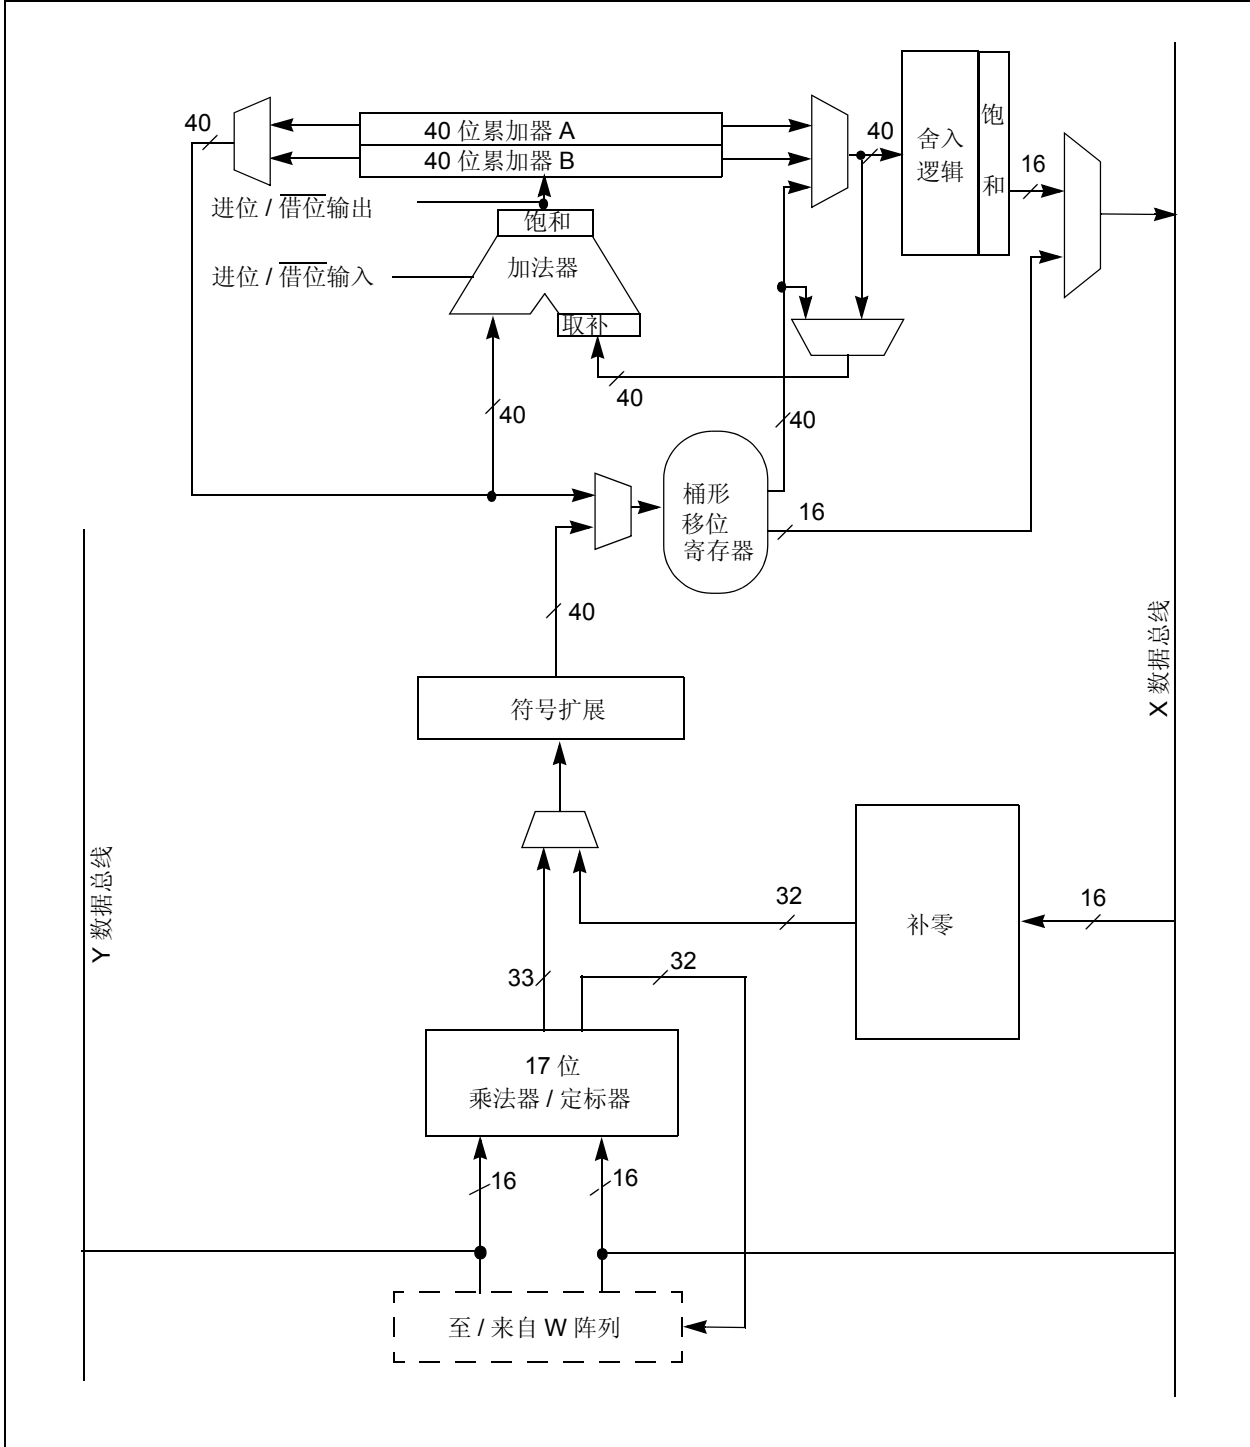 40
40 位累加器 A
40 位累加器 B
40
舍入
逻辑
饱
和
16
进位 / 借位输出
饱和
进位 / 借位输入
加法器
取补
40
40
40
桶形
移位
寄存器
16
40
X 数据总线
符号扩展
Y 数据总线
32
补零
16
33
32
17 位
乘法器 / 定标器
16
16
至 / 来自 W 阵列